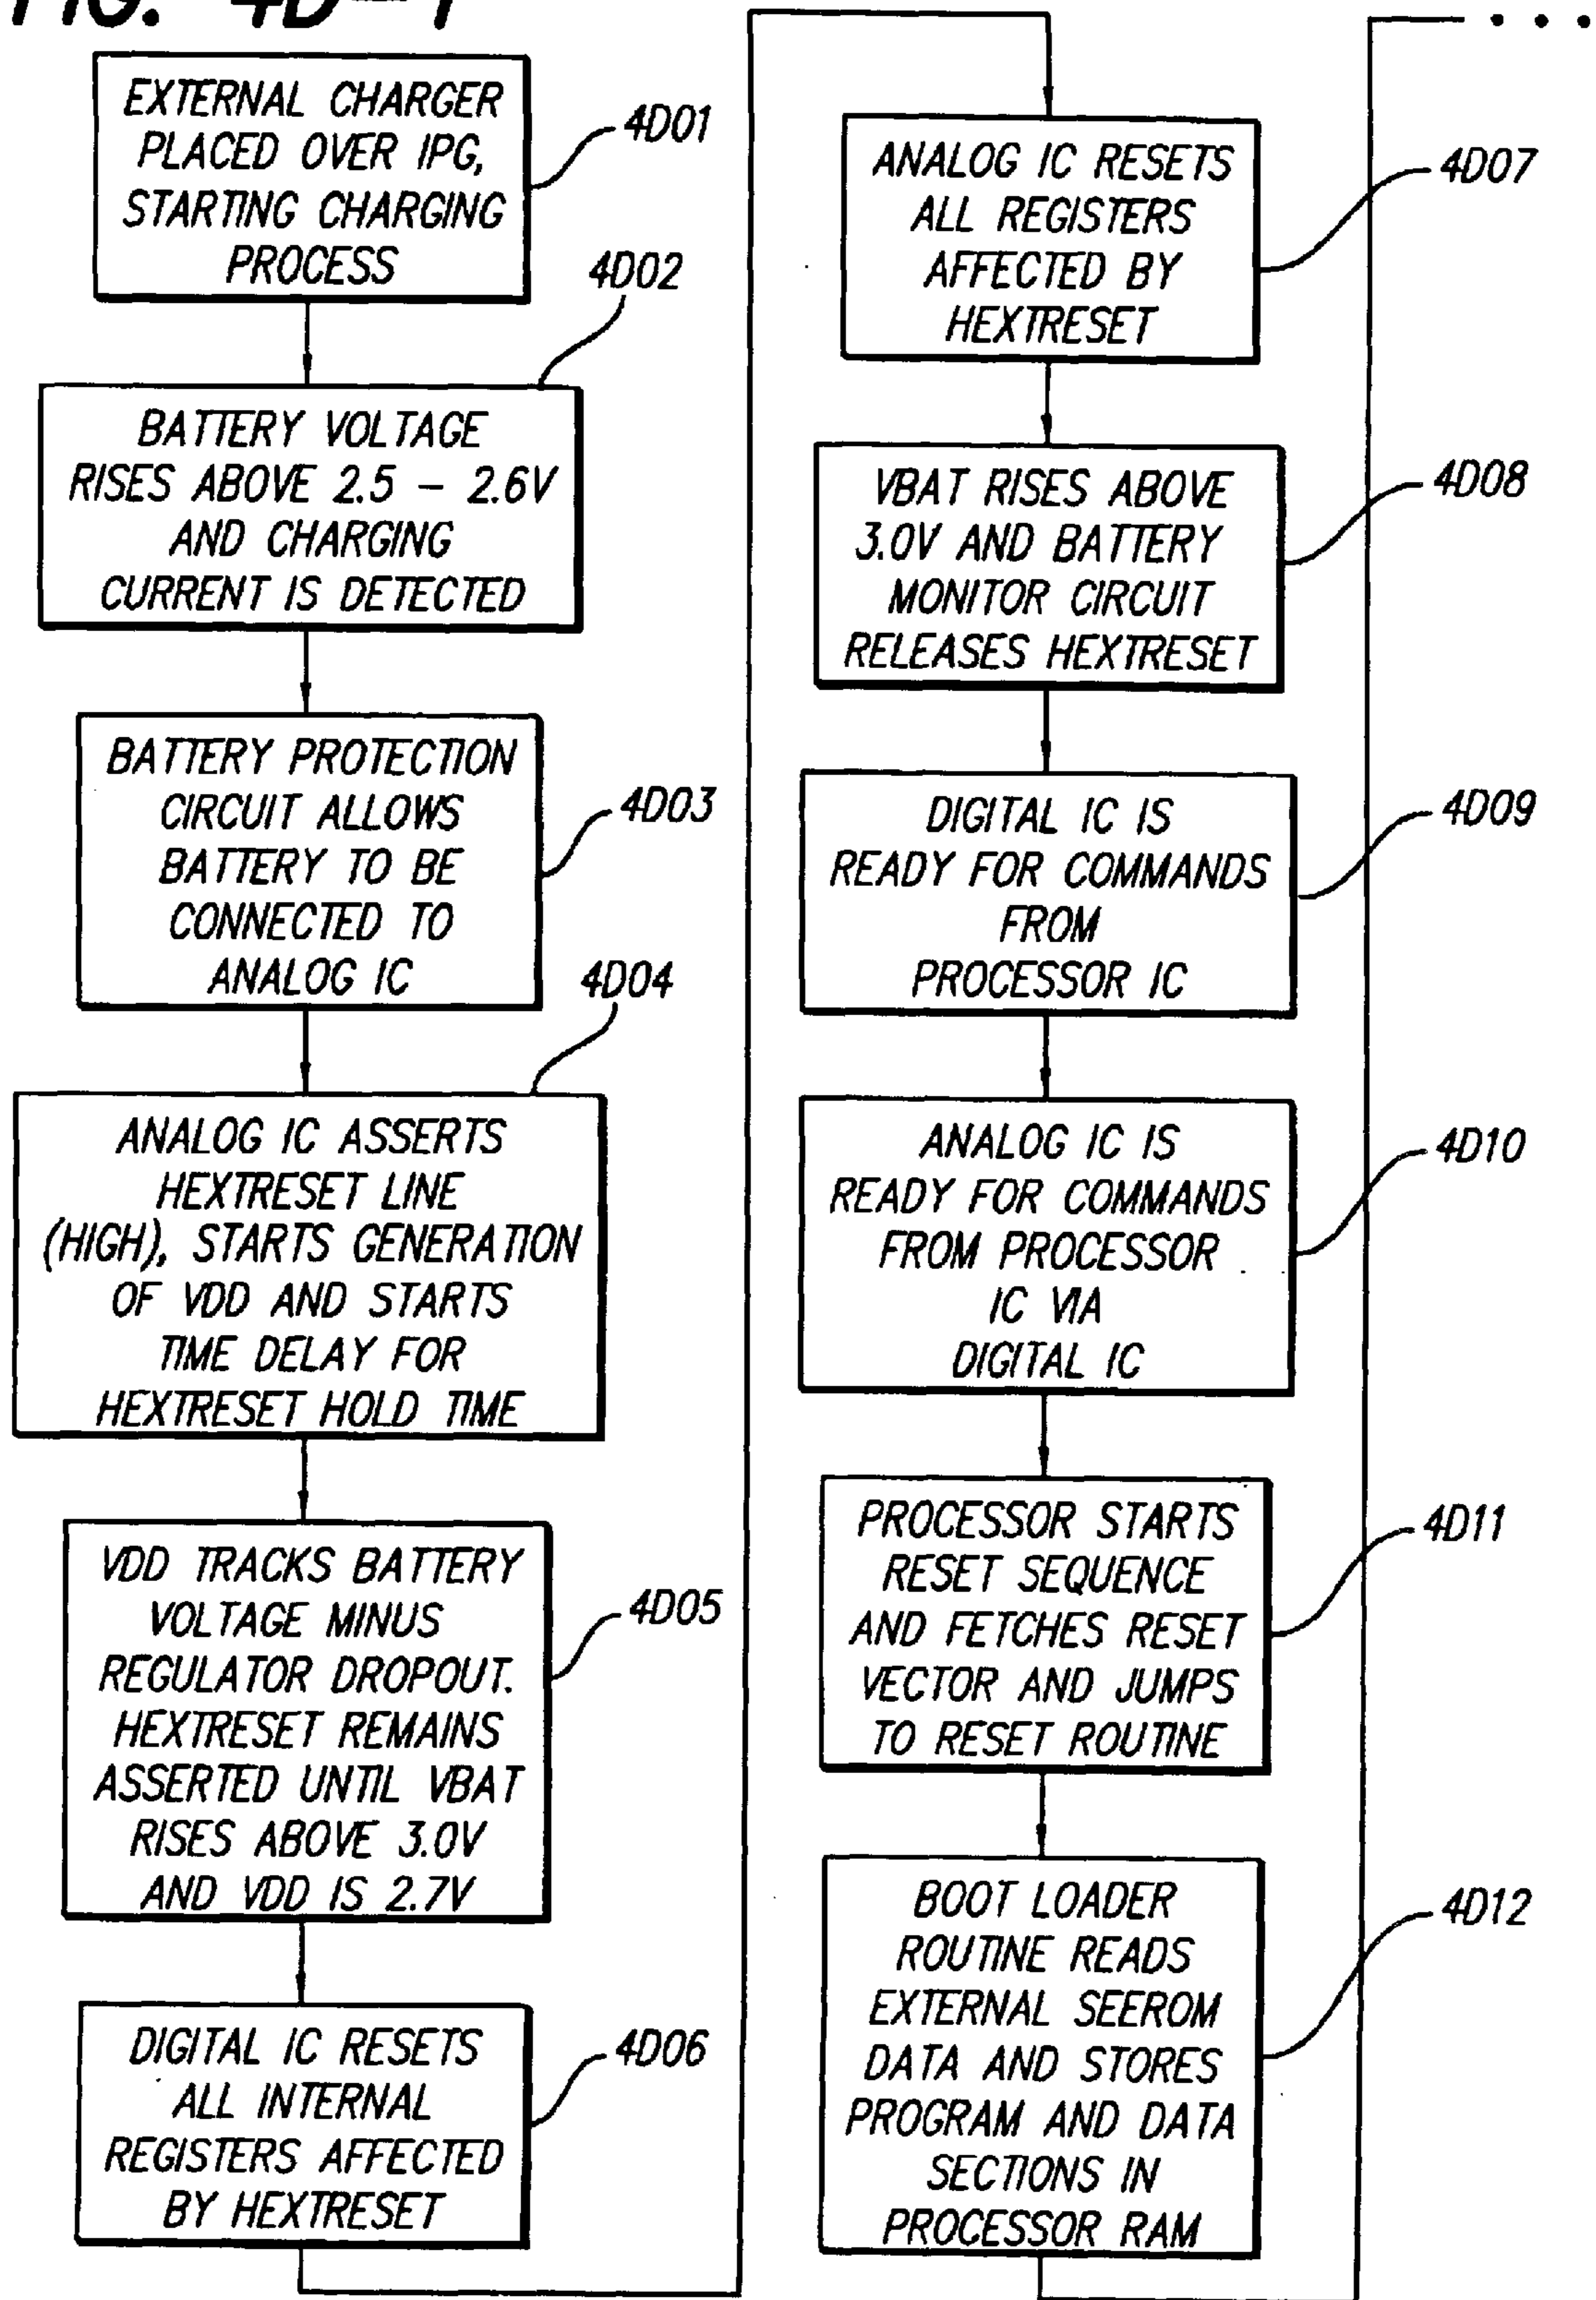 FIG. 4D-1
EXTERNAL CHARGER
PLACED OVER IPG,
STARTING CHARGING
PROCESS
4D01
BATTERY VOLTAGE
RISES ABOVE 2.5 – 2.6V
AND CHARGING
CURRENT IS DETECTED
4D02
BATTERY PROTECTION
CIRCUIT ALLOWS
BATTERY TO BE
CONNECTED TO
ANALOG IC
4D03
ANALOG IC ASSERTS
HEXTRESET LINE
(HIGH), STARTS GENERATION
OF VDD AND STARTS
TIME DELAY FOR
HEXTRESET HOLD TIME
4D04
VDD TRACKS BATTERY
VOLTAGE MINUS
REGULATOR DROPOUT.
HEXTRESET REMAINS
ASSERTED UNTIL VBAT
RISES ABOVE 3.0V
AND VDD IS 2.7V
4D05
DIGITAL IC RESETS
ALL INTERNAL
REGISTERS AFFECTED
BY HEXTRESET
4D06
ANALOG IC RESETS
ALL REGISTERS
AFFECTED BY
HEXTRESET
4D07
VBAT RISES ABOVE
3.0V AND BATTERY
MONITOR CIRCUIT
RELEASES HEXTRESET
4D08
DIGITAL IC IS
READY FOR COMMANDS
FROM
PROCESSOR IC
4D09
ANALOG IC IS
READY FOR COMMANDS
FROM PROCESSOR
IC VIA
DIGITAL IC
4D10
PROCESSOR STARTS
RESET SEQUENCE
AND FETCHES RESET
VECTOR AND JUMPS
TO RESET ROUTINE
4D11
BOOT LOADER
ROUTINE READS
EXTERNAL SEEROM
DATA AND STORES
PROGRAM AND DATA
SECTIONS IN
PROCESSOR RAM
4D12